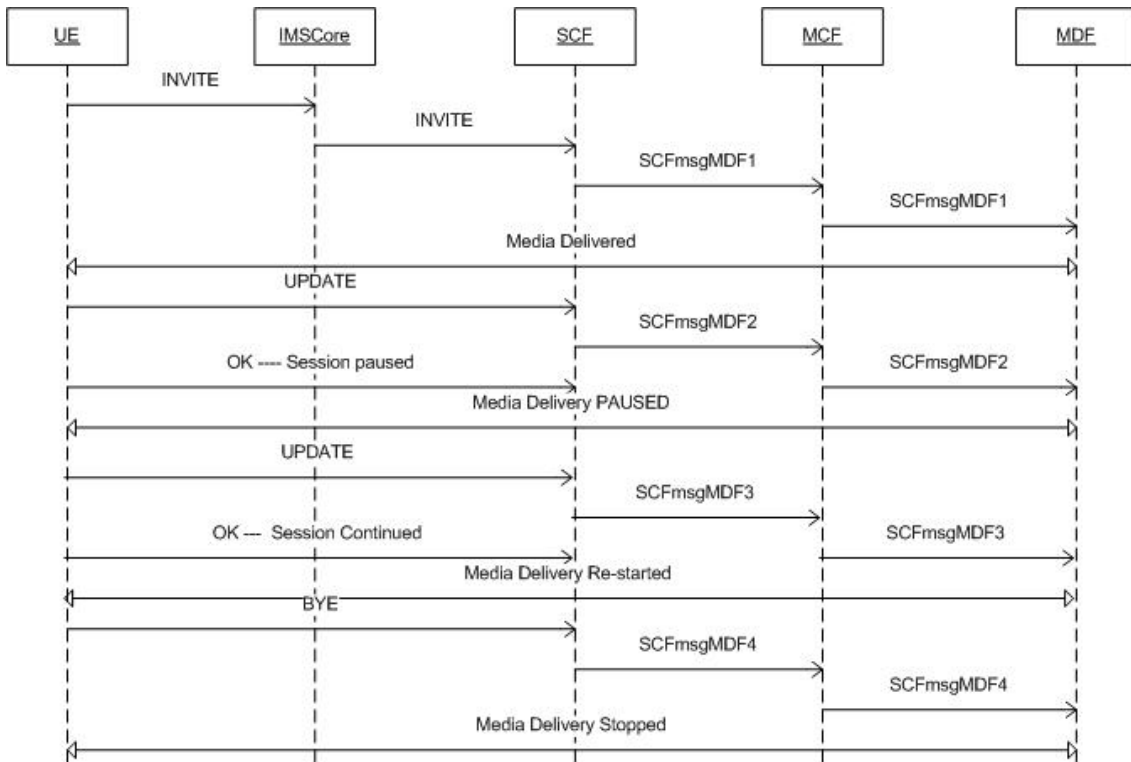 UE
IMSCore
SCF
MCF
MDF
INVITE
INVITE
SCFmsgMDF1
SCFmsgMDF1
Media Delivered
UPDATE
SCFmsgMDF2
OK ---- Session paused
SCFmsgMDF2
Media Delivery PAUSED
UPDATE
SCFmsgMDF3
OK --- Session Continued
SCFmsgMDF3
Media Delivery Re-started
BYE
SCFmsgMDF4
SCFmsgMDF4
Media Delivery Stopped